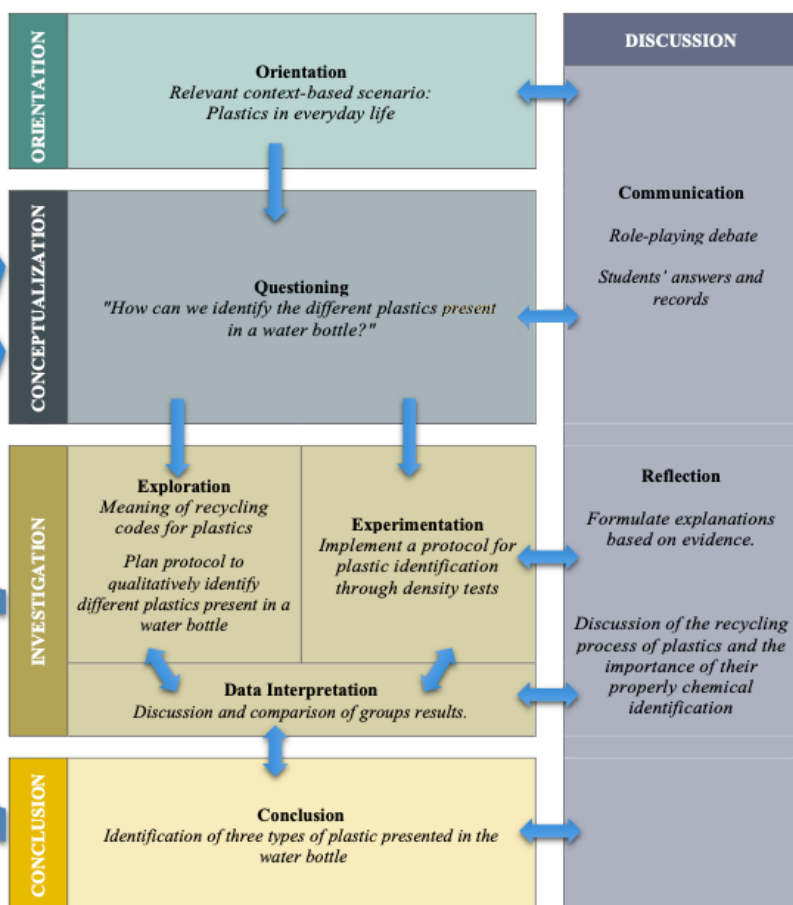 ORIENTATION
Orientation
Relevant context-based scenario:
Plastics in everyday life
CONCEPTUALIZATION
Questioning
"How can we identify the different plastics present
in a water bottle?"
INVESTIGATION
Exploration
Meaning of recycling
codes for plastics
Plan protocol to
qualitatively identify
different plastics present in a
water bottle
Experimentation
Implement a protocol for
plastic identification
through density tests
Data Interpretation
Discussion and comparison of groups results.
CONCLUSION
Conclusion
Identification of three types of plastic presented in the
water bottle
DISCUSSION
Communication
Role-playing debate
Students' answers and
records
Reflection
Formulate explanations
based on evidence.
Discussion of the recycling
process of plastics and the
importance of their
properly chemical
identification